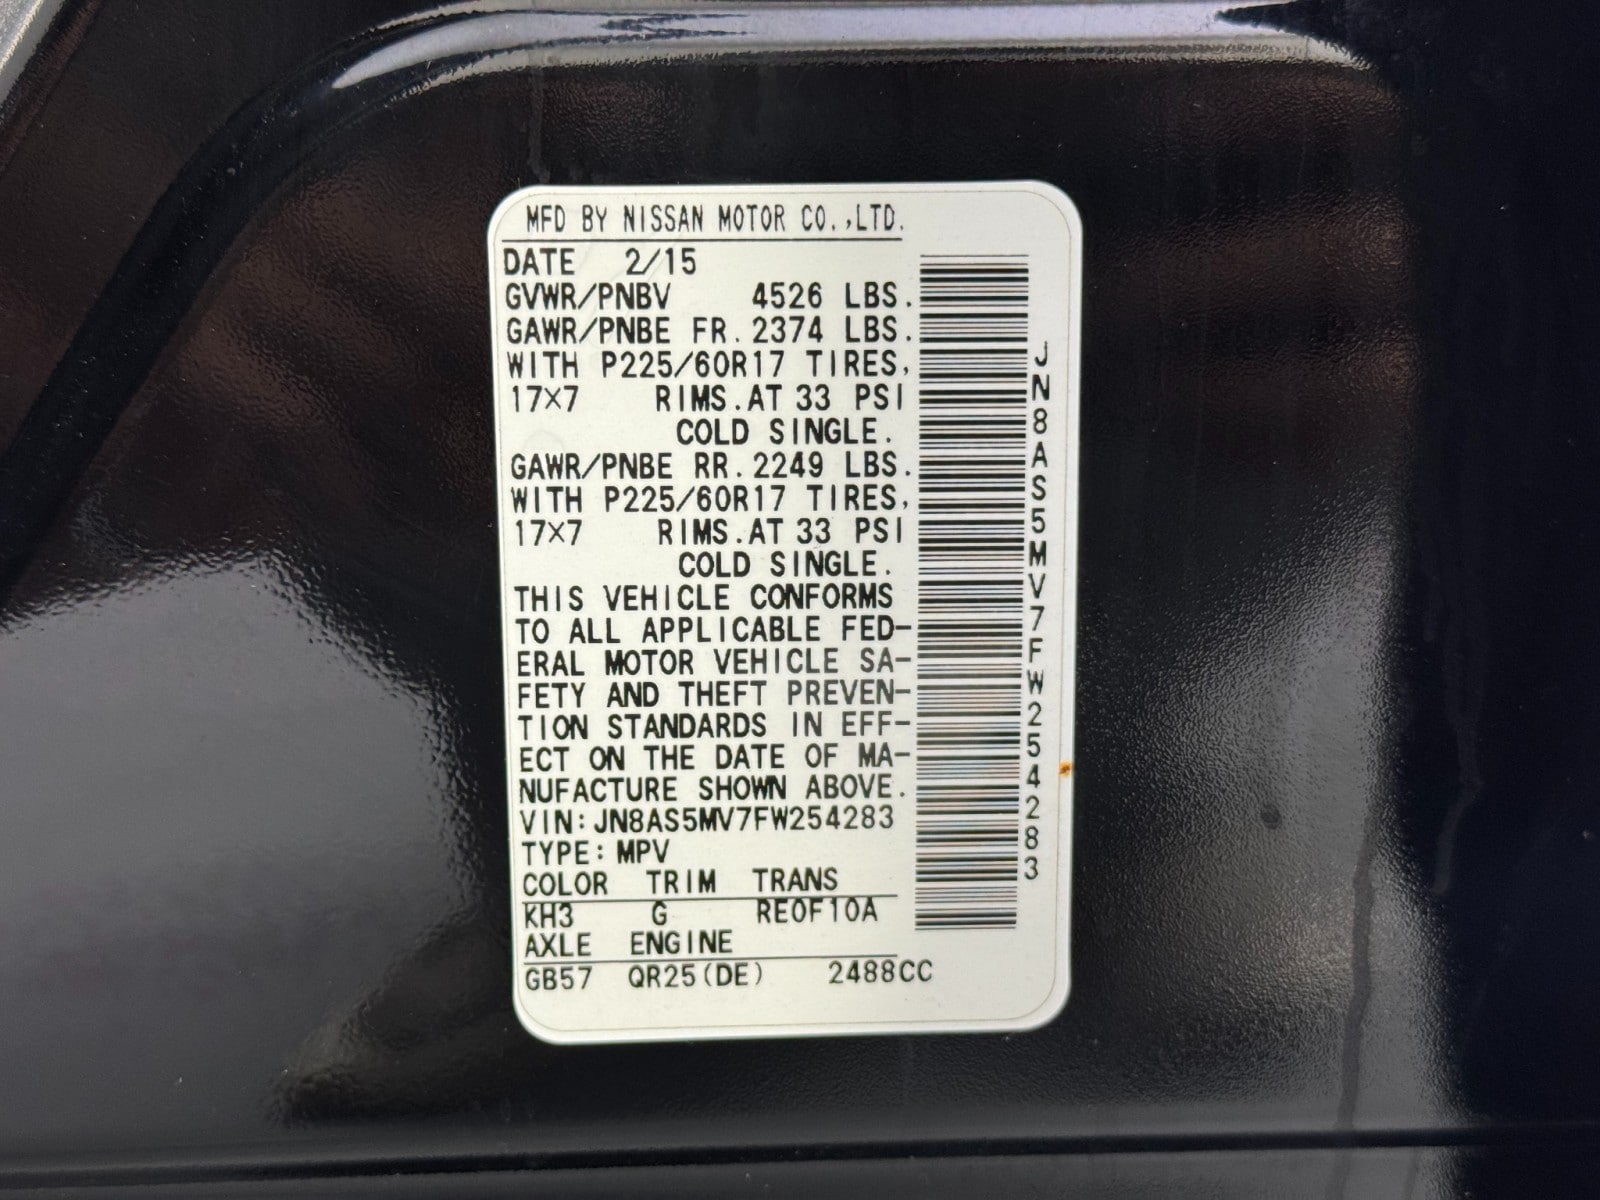 MFD BY NISSAN MOTOR CO.,LTD.
DATE 2/15
GVWR/PNBV 4526 LBS.
GAWR/PNBE FR.2374 LBS.
WITH P225/60R17 TIRES,
17X7 RIMS.AT 33 PSI
COLD SINGLE.
GAWR/PNBE RR.2249 LBS.
WITH P225/60R17 TIRES,
17X7 RIMS.AT 33 PSI
COLD SINGLE.
THIS VEHICLE CONFORMS
TO ALL APPLICABLE FED-
ERAL MOTOR VEHICLE SA-
FETY AND THEFT PREVEN-
TION STANDARDS IN EFF-
ECT ON THE DATE OF MA-
NUFACTURE SHOWN ABOVE.
VIN:JN8AS5MV7FW254283
TYPE:MPV
COLOR TRIM TRANS
KH3 G RE0F10A
AXLE ENGINE
GB57 QR25(DE) 2488CC
JN8AS5MV7FW254283